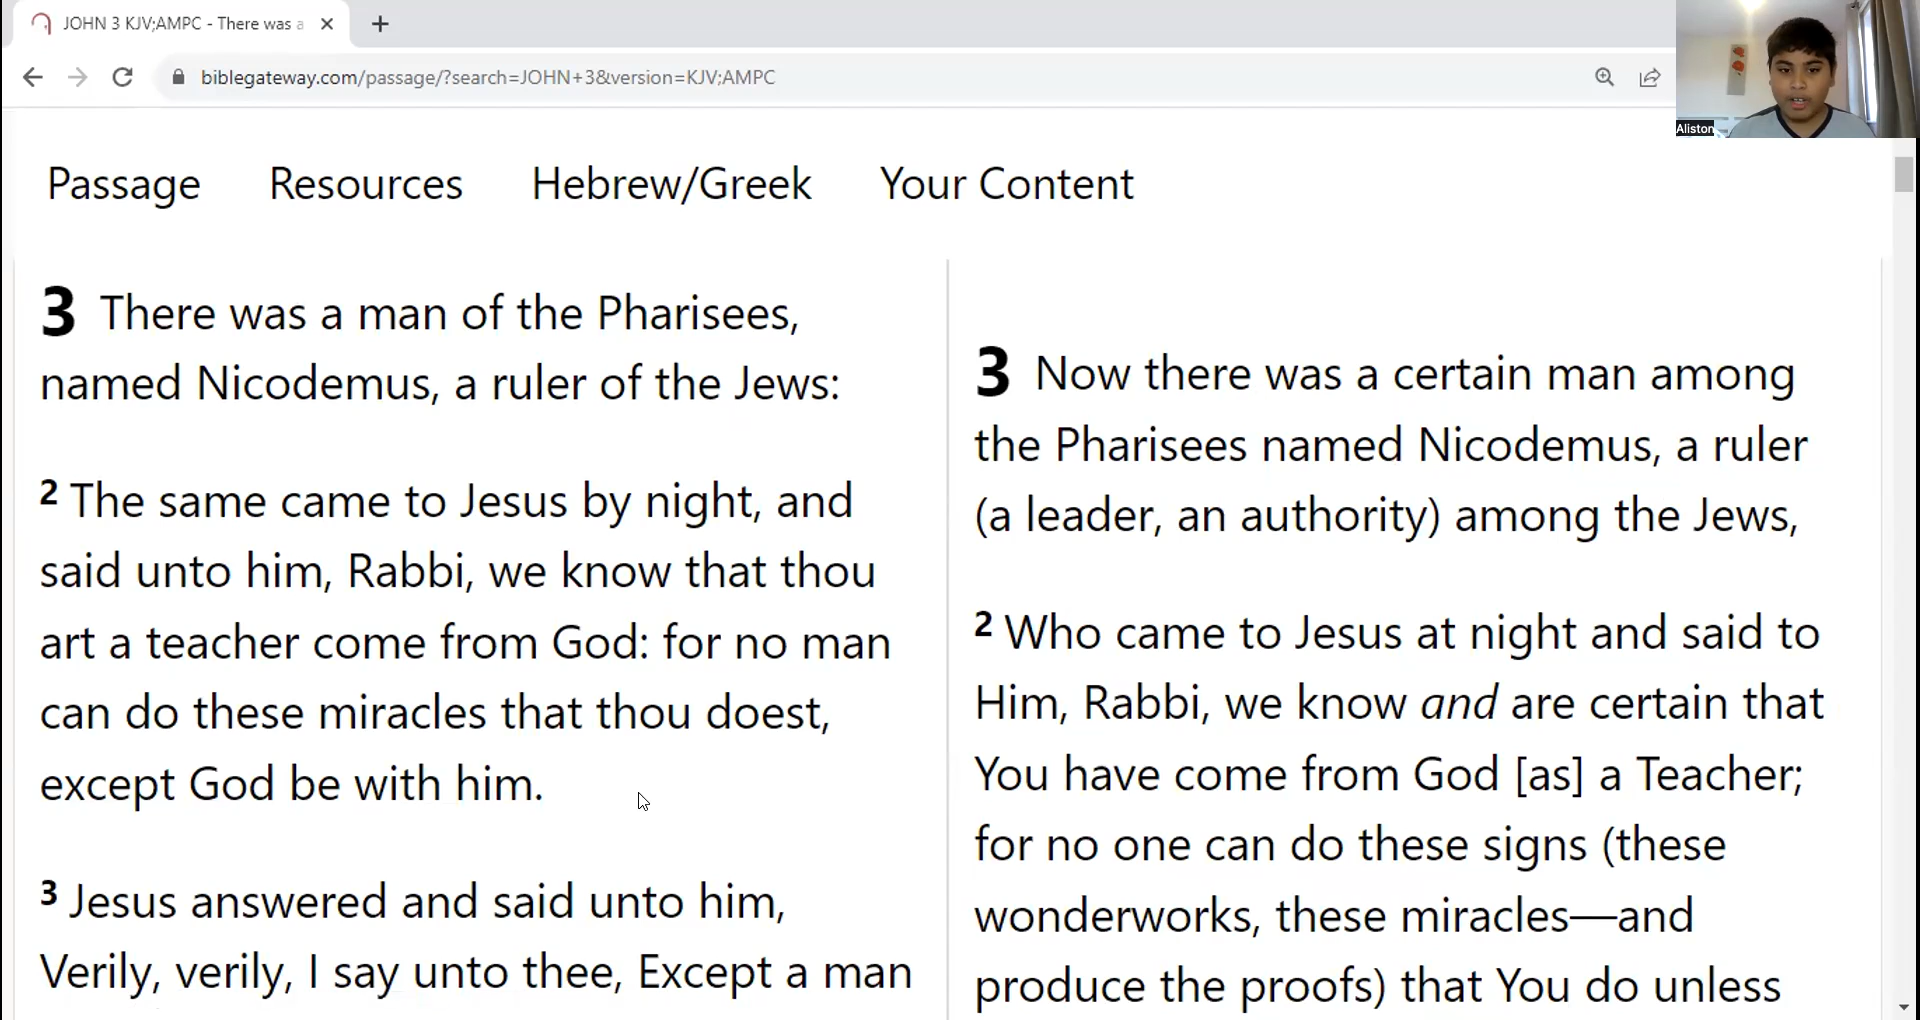 JOHN 3 KJV;AMPC - There was a
biblegateway.com/passage/?search=JOHN+3&version=KJV;AMPC
Aliston
Passage Resources Hebrew/Greek Your Content
3 There was a man of the Pharisees,
named Nicodemus, a ruler of the Jews:
2 The same came to Jesus by night, and
said unto him, Rabbi, we know that thou
art a teacher come from God: for no man
can do these miracles that thou doest,
except God be with him.
3 Jesus answered and said unto him,
Verily, verily, I say unto thee, Except a man
3 Now there was a certain man among
the Pharisees named Nicodemus, a ruler
(a leader, an authority) among the Jews,
2 Who came to Jesus at night and said to
Him, Rabbi, we know and are certain that
You have come from God [as] a Teacher;
for no one can do these signs (these
wonderworks, these miracles—and
produce the proofs) that You do unless